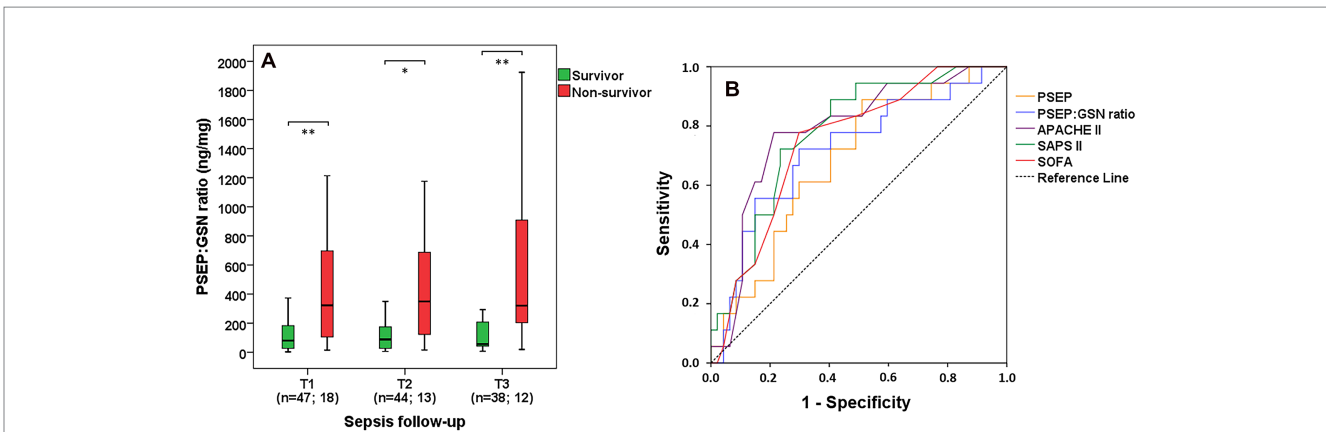 A
PSEP:GSN ratio (ng/mg)
2000
1800
1600
1400
1200
1000
800
600
400
200
0
**
*
**
Survivor
Non-survivor
T1
(n=47; 18)
T2
(n=44; 13)
T3
(n=38; 12)
Sepsis follow-up
B
Sensitivity
1.0
0.8
0.6
0.4
0.2
0.0
0.0 0.2 0.4 0.6 0.8 1.0
1 - Specificity
PSEP
PSEP:GSN ratio
APACHE II
SAPS II
SOFA
Reference Line